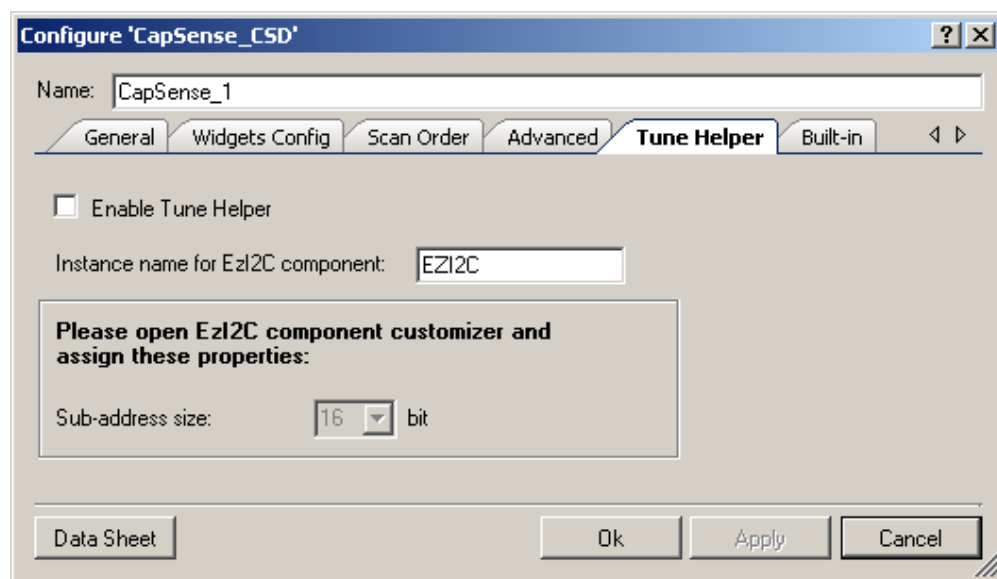 Configure 'CapSense_CSD'
Name: CapSense_1
General Widgets Config Scan Order Advanced Tune Helper Built-in
Enable Tune Helper
Instance name for EzI2C component: EZI2C
Please open EzI2C component customizer and
assign these properties:
Sub-address size: 16 bit
Data Sheet Ok Apply Cancel